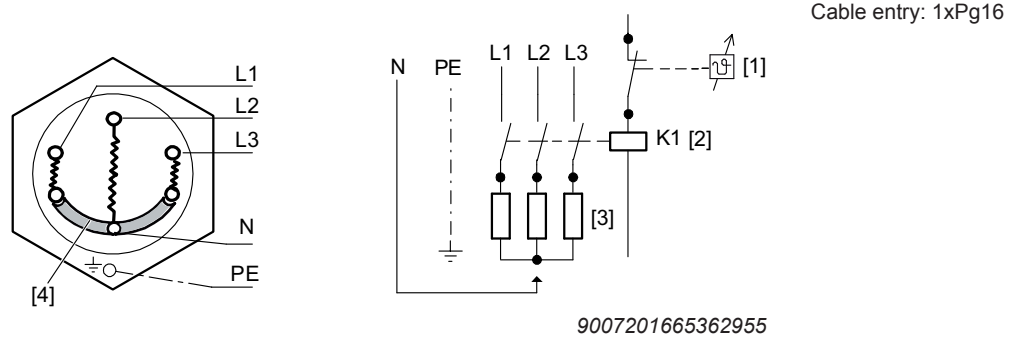 Cable entry: 1xPg16
L1
L2
L3
N
PE
[4]
N PE L1 L2 L3
ϑ [1]
K1 [2]
[3]
9007201665362955